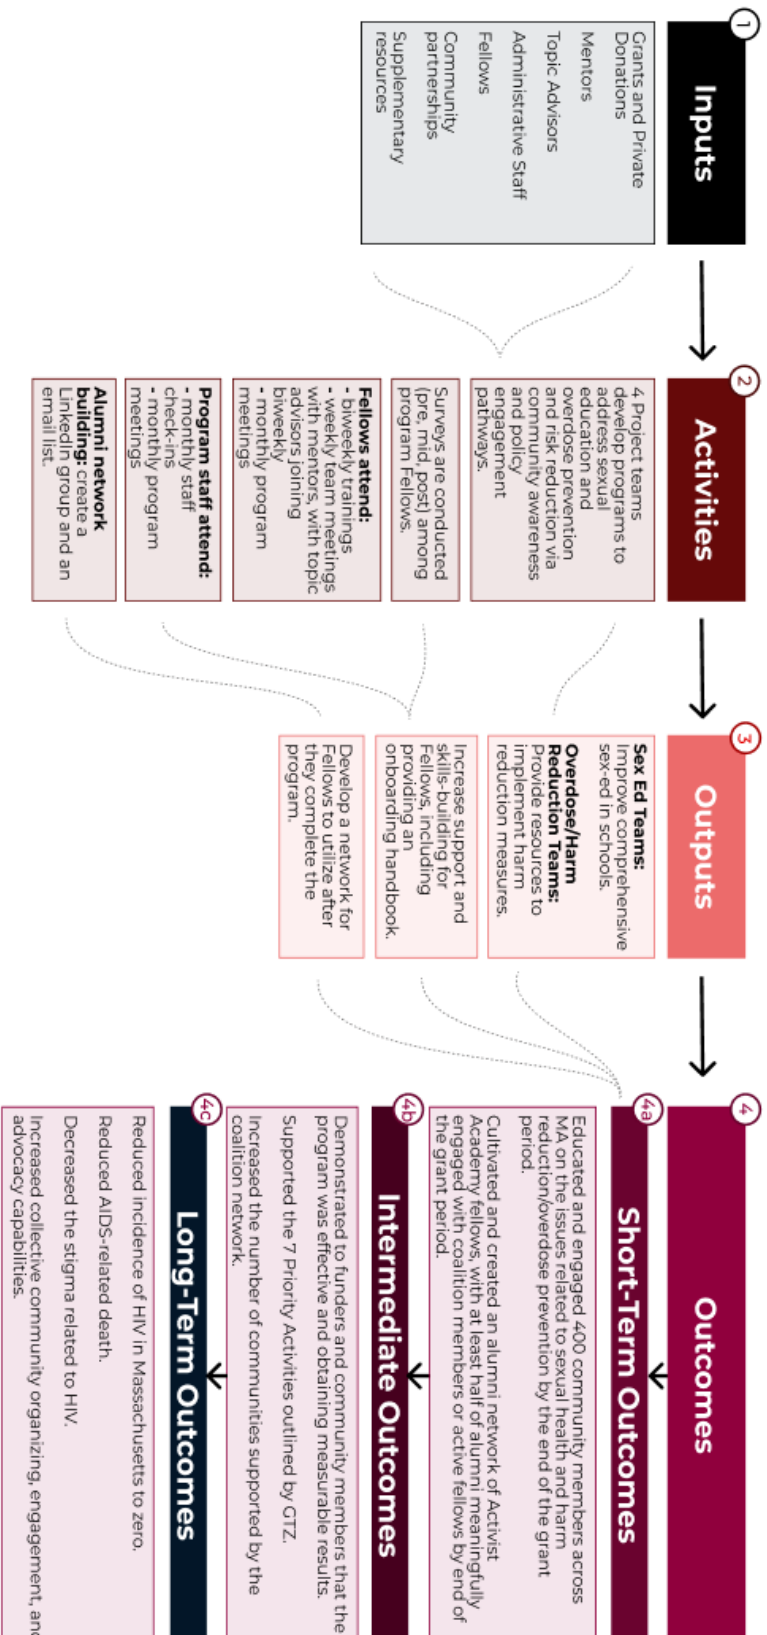 1
Inputs
Grants and Private
Donations
Mentors
Topic Advisors
Administrative Staff
Fellows
Community
partnerships
Supplementary
resources
2
Activities
4 Project teams
develop programs to
address sexual
education and
overdose prevention
and risk reduction via
community awareness
and policy
engagement
pathways.
Surveys are conducted
(pre, mid, post) among
program Fellows.
Fellows attend:
- biweekly trainings
- weekly team meetings
with mentors, with topic
advisors joining
biweekly
- monthly program
meetings
Program staff attend:
- monthly staff
check-ins
- monthly program
meetings
Alumni network
building: create a
LinkedIn group and an
email list.
3
Outputs
Sex Ed Teams:
Improve comprehensive
sex-ed in schools.
Overdose/Harm
Reduction Teams:
Provide resources to
implement harm
reduction measures.
Increase support and
skills-building for
Fellows, including
providing an
onboarding handbook.
Develop a network for
Fellows to utilize after
they complete the
program.
4
Outcomes
4a
Short-Term Outcomes
Educated and engaged 400 community members across
MA on the issues related to sexual health and harm
reduction/overdose prevention by the end of the grant
period.
Cultivated and created an alumni network of Activist
Academy fellows, with at least half of alumni meaningfully
engaged with coalition members or active fellows by end of
the grant period.
4b
Intermediate Outcomes
Demonstrated to funders and community members that the
program was effective and obtaining measurable results.
Supported the 7 Priority Activities outlined by GTZ.
Increased the number of communities supported by the
coalition network.
4c
Long-Term Outcomes
Reduced incidence of HIV in Massachusetts to zero.
Reduced AIDS-related death.
Decreased the stigma related to HIV.
Increased collective community organizing, engagement, and
advocacy capabilities.